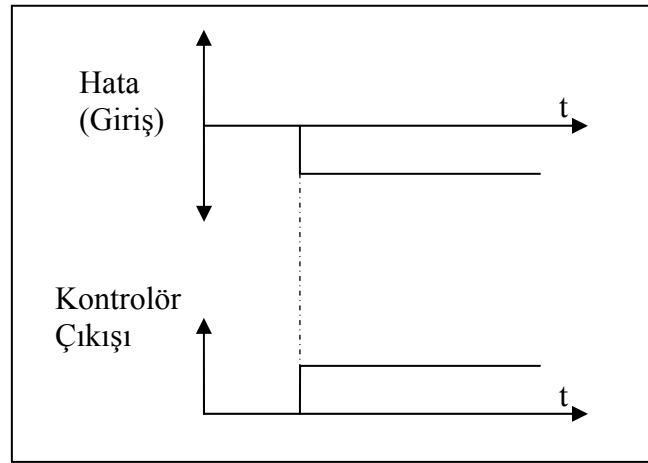 Hata
(Giriş)
t
Kontrolör
Çıkışı
t